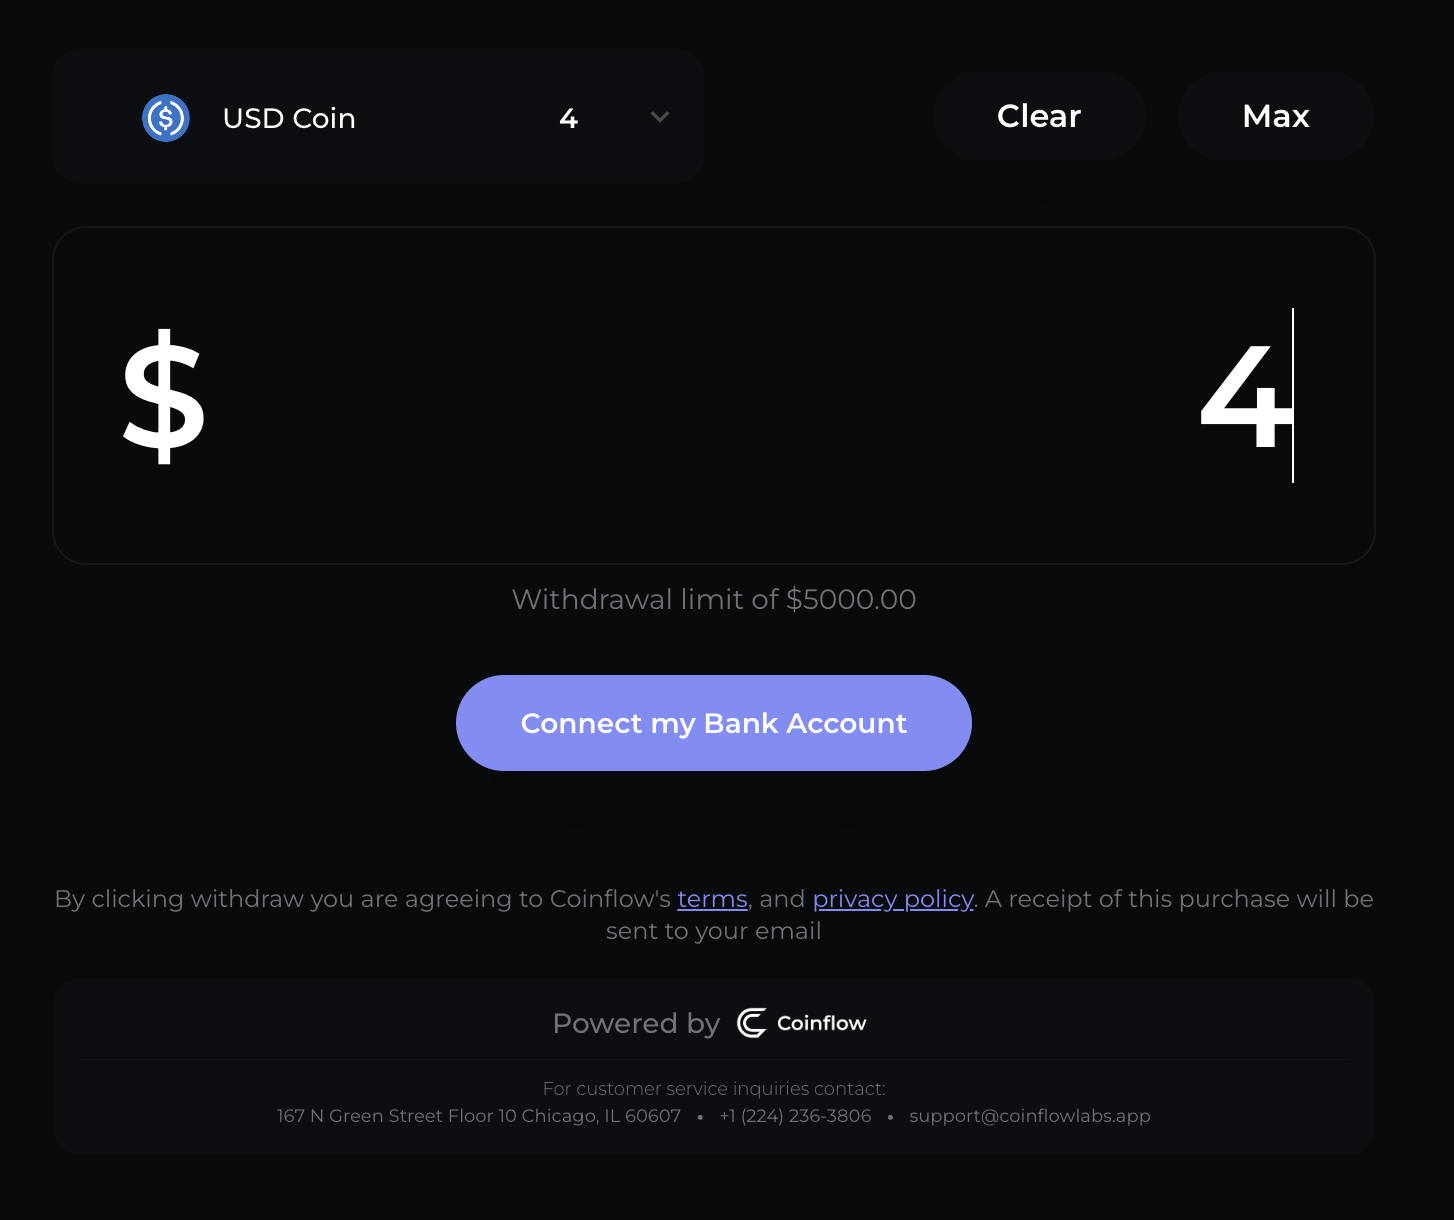 USD Coin 4
Clear
Max
$ 4
Withdrawal limit of $5000.00
Connect my Bank Account
By clicking withdraw you are agreeing to Coinflow's terms, and privacy policy. A receipt of this purchase will be
sent to your email
Powered by Coinflow
For customer service inquiries contact:
167 N Green Street Floor 10 Chicago, IL 60607 • +1 (224) 236-3806 • support@coinflowlabs.app